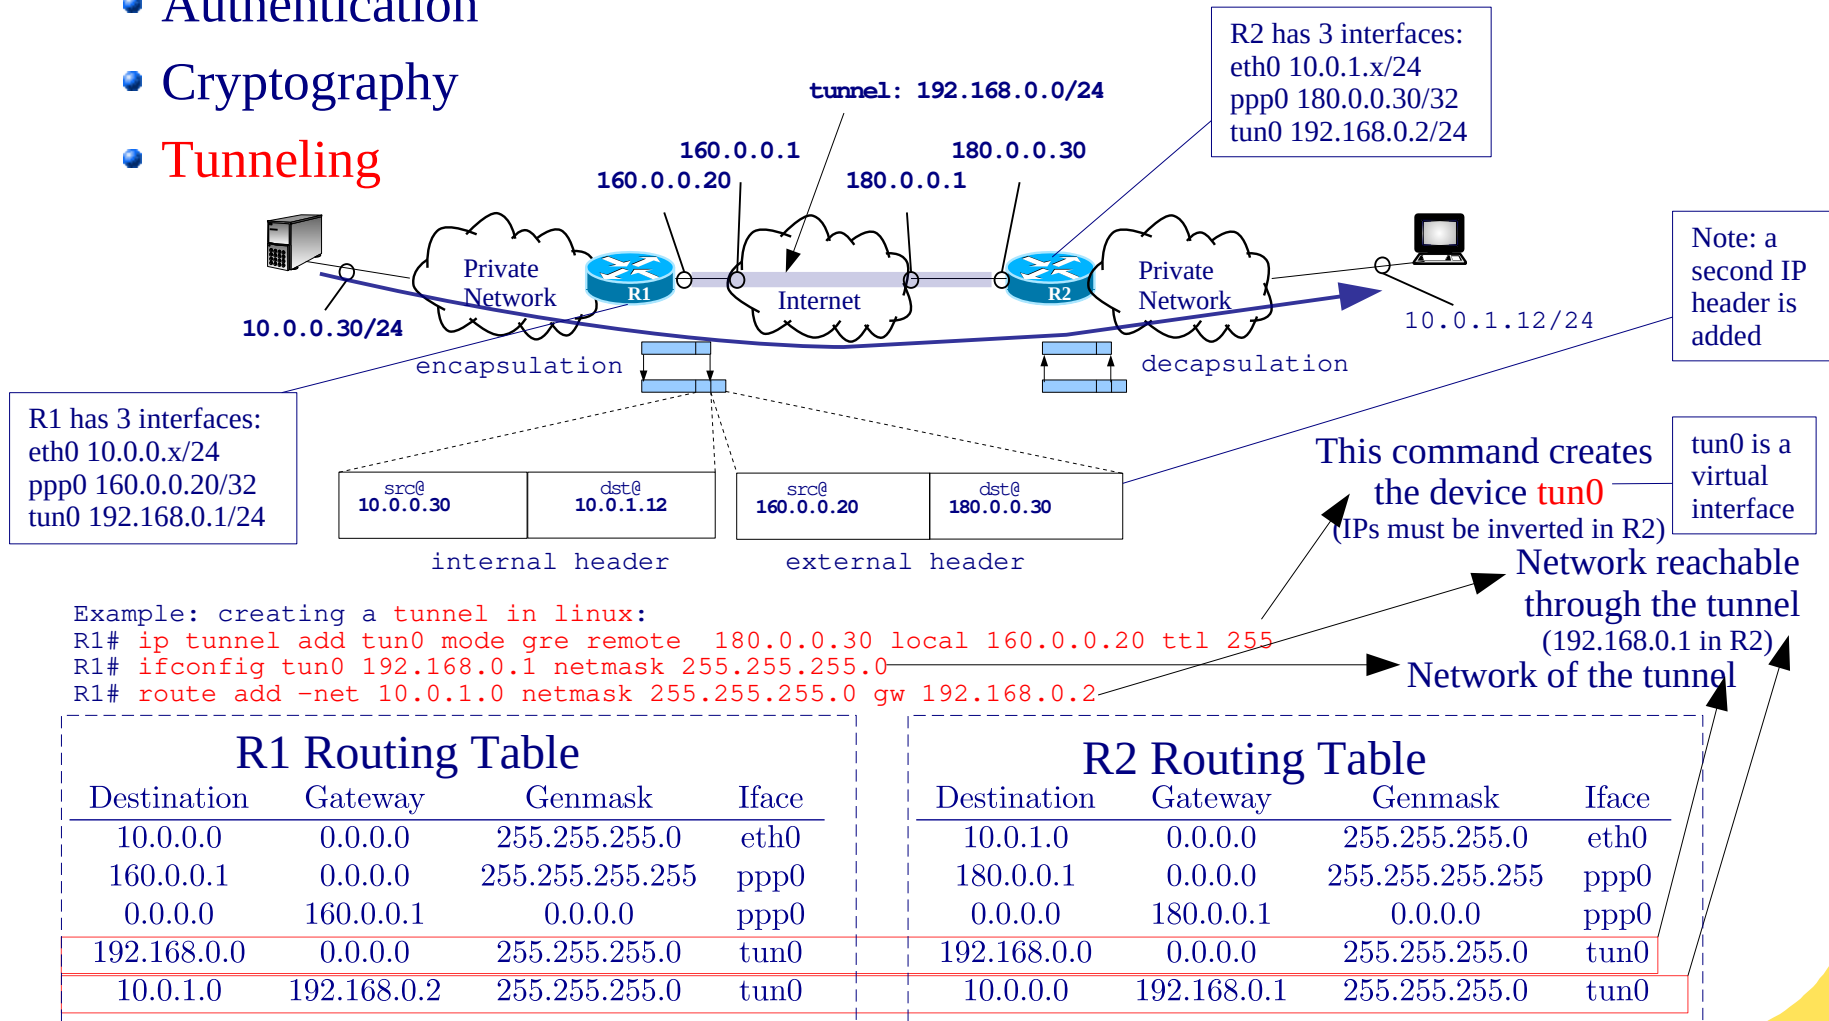 Authentication
Cryptography
Tunneling
tunnel: 192.168.0.0/24
160.0.0.1
180.0.0.30
160.0.0.20
180.0.0.1
R2 has 3 interfaces:
eth0 10.0.1.x/24
ppp0 180.0.0.30/32
tun0 192.168.0.2/24
Private
Network
R1
Internet
R2
Private
Network
10.0.0.30/24
10.0.1.12/24
Note: a
second IP
header is
added
encapsulation
decapsulation
R1 has 3 interfaces:
eth0 10.0.0.x/24
ppp0 160.0.0.20/32
tun0 192.168.0.1/24
src@
10.0.0.30
dst@
10.0.1.12
src@
160.0.0.20
dst@
180.0.0.30
internal header
external header
This command creates
the device tun0
(IPs must be inverted in R2)
tun0 is a
virtual
interface
Network reachable
through the tunnel
(192.168.0.1 in R2)
Network of the tunnel
Example: creating a tunnel in linux:
R1# ip tunnel add tun0 mode gre remote  180.0.0.30 local 160.0.0.20 ttl 255
R1# ifconfig tun0 192.168.0.1 netmask 255.255.255.0
R1# route add –net 10.0.1.0 netmask 255.255.255.0 gw 192.168.0.2
R1 Routing Table
Destination Gateway Genmask Iface
10.0.0.0 0.0.0.0 255.255.255.0 eth0
160.0.0.1 0.0.0.0 255.255.255.255 ppp0
0.0.0.0 160.0.0.1 0.0.0.0 ppp0
192.168.0.0 0.0.0.0 255.255.255.0 tun0
10.0.1.0 192.168.0.2 255.255.255.0 tun0
R2 Routing Table
Destination Gateway Genmask Iface
10.0.1.0 0.0.0.0 255.255.255.0 eth0
180.0.0.1 0.0.0.0 255.255.255.255 ppp0
0.0.0.0 180.0.0.1 0.0.0.0 ppp0
192.168.0.0 0.0.0.0 255.255.255.0 tun0
10.0.0.0 192.168.0.1 255.255.255.0 tun0